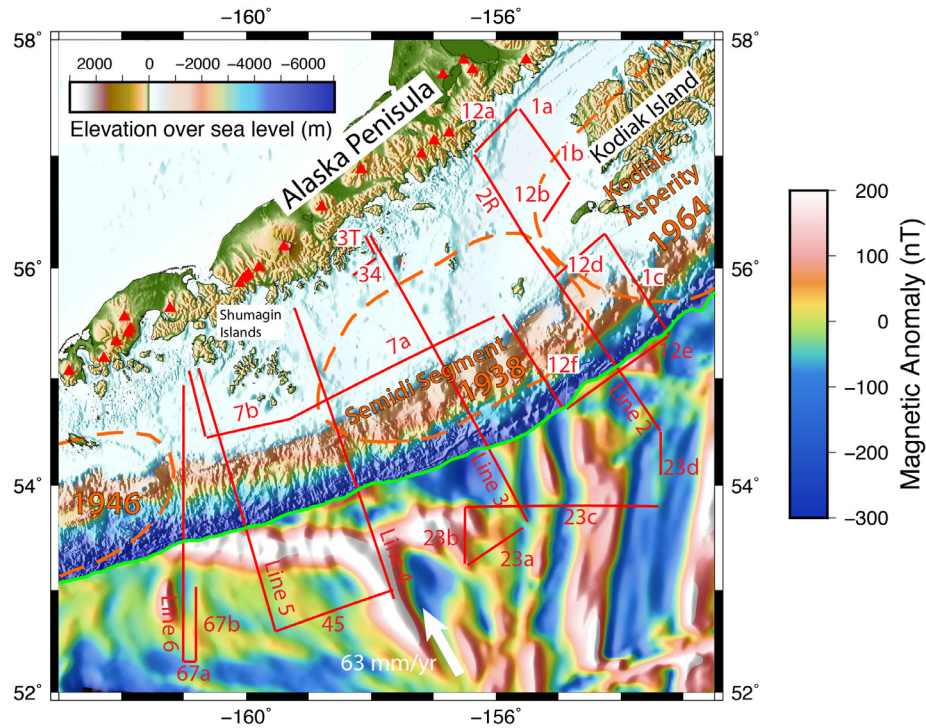 −160° −156°
58° 58°
2000 0 −2000 −4000 −6000
Elevation over sea level (m)
Alaska Penisula
Kodiak Island
12a
1a
1b
12b
2R
Kodiak
Asperity
1964
3T
34
12d
1c
56° 56°
Shumagin
Islands
7a
2e
Semidi Segment
1938
12f
7b
Line 2
Line 3
23d
54° 54°
1946
23c
23b
23a
Line 4
Line 5
Line 6
67b
45
63 mm/yr
67a
52° 52°
−160° −156°
200
100
0
−100
−200
−300
Magnetic Anomaly (nT)